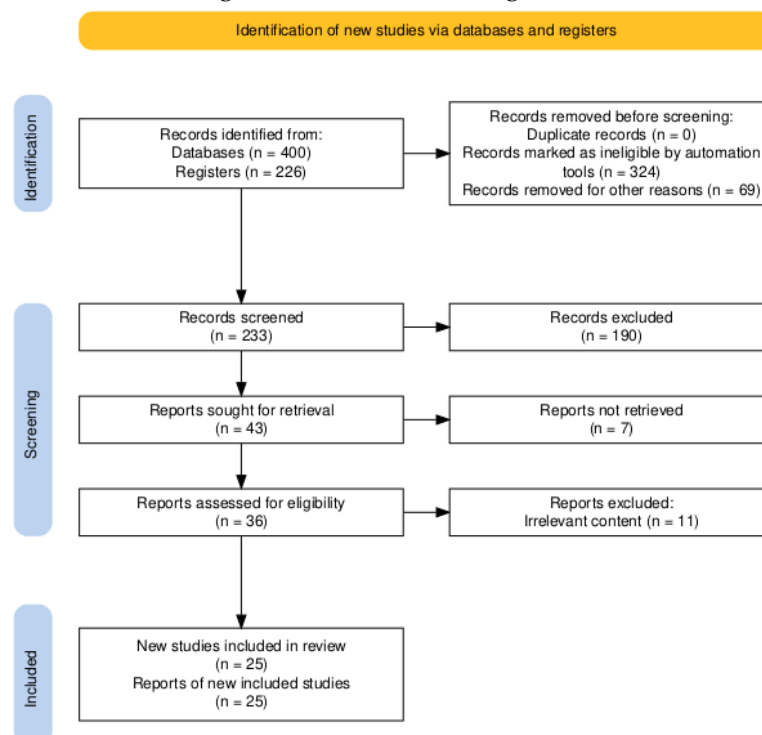 Identification of new studies via databases and registers
Identification
Records identified from:
Databases (n = 400)
Registers (n = 226)
Records removed before screening:
Duplicate records (n = 0)
Records marked as ineligible by automation
tools (n = 324)
Records removed for other reasons (n = 69)
Screening
Records screened
(n = 233)
Records excluded
(n = 190)
Reports sought for retrieval
(n = 43)
Reports not retrieved
(n = 7)
Reports assessed for eligibility
(n = 36)
Reports excluded:
Irrelevant content (n = 11)
Included
New studies included in review
(n = 25)
Reports of new included studies
(n = 25)